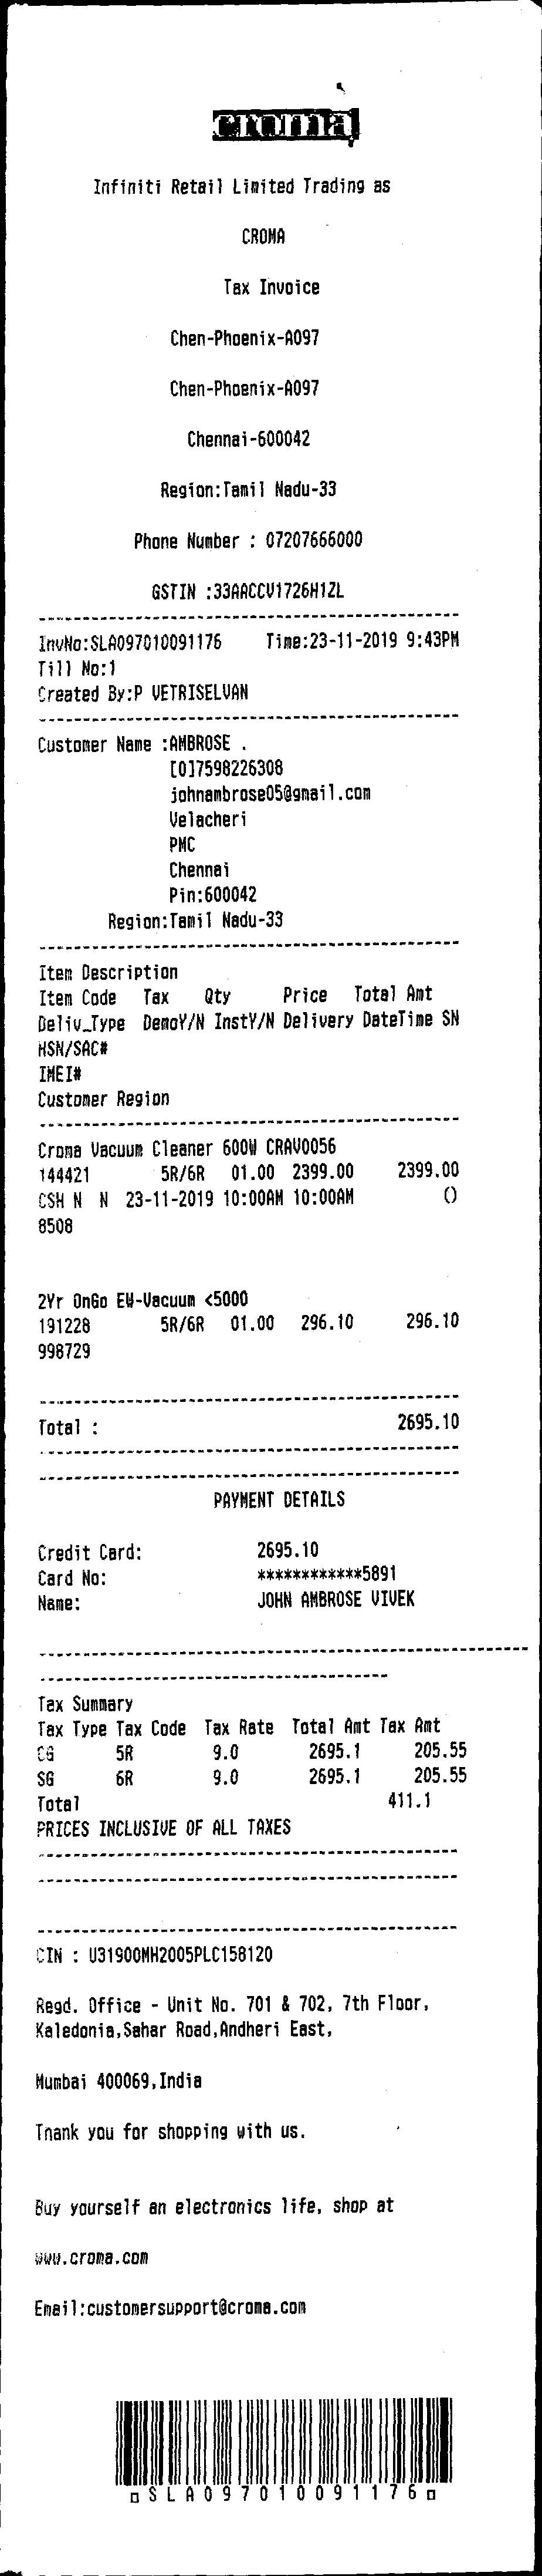 croma
Infiniti Retail Limited Trading as
CROMA
Tax Invoice
Chen-Phoenix-A097
Chen-Phoenix-A097
Chennai-600042
Region:Tamil Nadu-33
Phone Number : 07207666000
GSTIN :33AACCV1726H1ZL
InvNo:SLA097010091176 Time:23-11-2019 9:43PM
Till No:1
Created By:P VETRISELVAN
Customer Name :AMBROSE .
[O]7598226308
johnambrose05@gmail.com
Velacheri
PMC
Chennai
Pin:600042
Region:Tamil Nadu-33
Item Description
Item Code Tax Qty Price Total Amt
Deliv_Type DemoY/N InstY/N Delivery DateTime SN
HSN/SAC#
IMEI#
Customer Region
Croma Vacuum Cleaner 600W CRAV0056
144421 5R/6R 01.00 2399.00 2399.00
CSH N N 23-11-2019 10:00AM 10:00AM ()
8508
2Yr OnGo EW-Vacuum <5000
191228 5R/6R 01.00 296.10 296.10
998729
Total : 2695.10
PAYMENT DETAILS
Credit Card: 2695.10
Card No: ************5891
Name: JOHN AMBROSE VIVEK
Tax Summary
Tax Type Tax Code Tax Rate Total Amt Tax Amt
CG 5R 9.0 2695.1 205.55
SG 6R 9.0 2695.1 205.55
Total 411.1
PRICES INCLUSIVE OF ALL TAXES
CIN : U31900MH2005PLC158120
Regd. Office - Unit No. 701 & 702, 7th Floor,
Kaledonia,Sahar Road,Andheri East,
Mumbai 400069,India
Thank you for shopping with us.
Buy yourself an electronics life, shop at
www.croma.com
Email:customersupport@croma.com
SLA097010091176